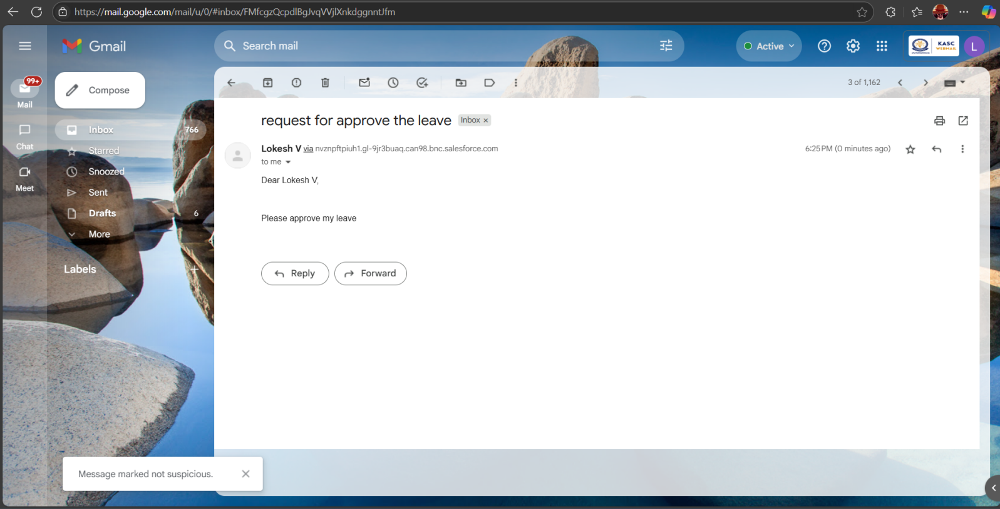 https://mail.google.com/mail/u/0/#inbox/FMfcgzQcpdlBgJvqVVjlXnkdggnntJfm
Gmail
Search mail
Active
KASC
WEBMAIL
L
99+
Mail
Compose
3 of 1,162
Inbox 766
Chat
Starred
Snoozed
Meet
Sent
Drafts 6
More
Labels
request for approve the leave Inbox ×
Lokesh V via nvznpftpiuh1.gl-9jr3buaq.can98.bnc.salesforce.com 6:25 PM (0 minutes ago)
to me
Dear Lokesh V,
Please approve my leave
Reply Forward
Message marked not suspicious.